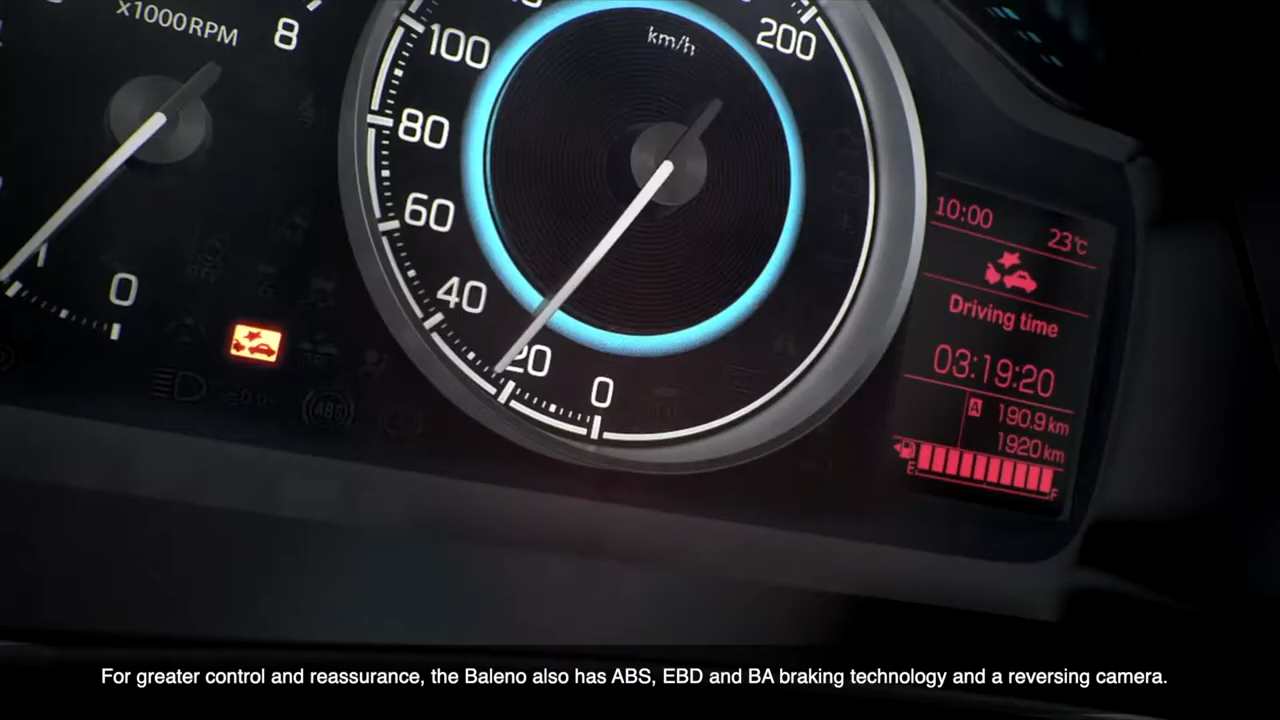 x1000RPM
8
1
0
km/h
200
100
80
60
40
20
0
ABS
10:00
23℃
Driving time
03:19:20
A 190.9 km
1920 km
E F
For greater control and reassurance, the Baleno also has ABS, EBD and BA braking technology and a reversing camera.